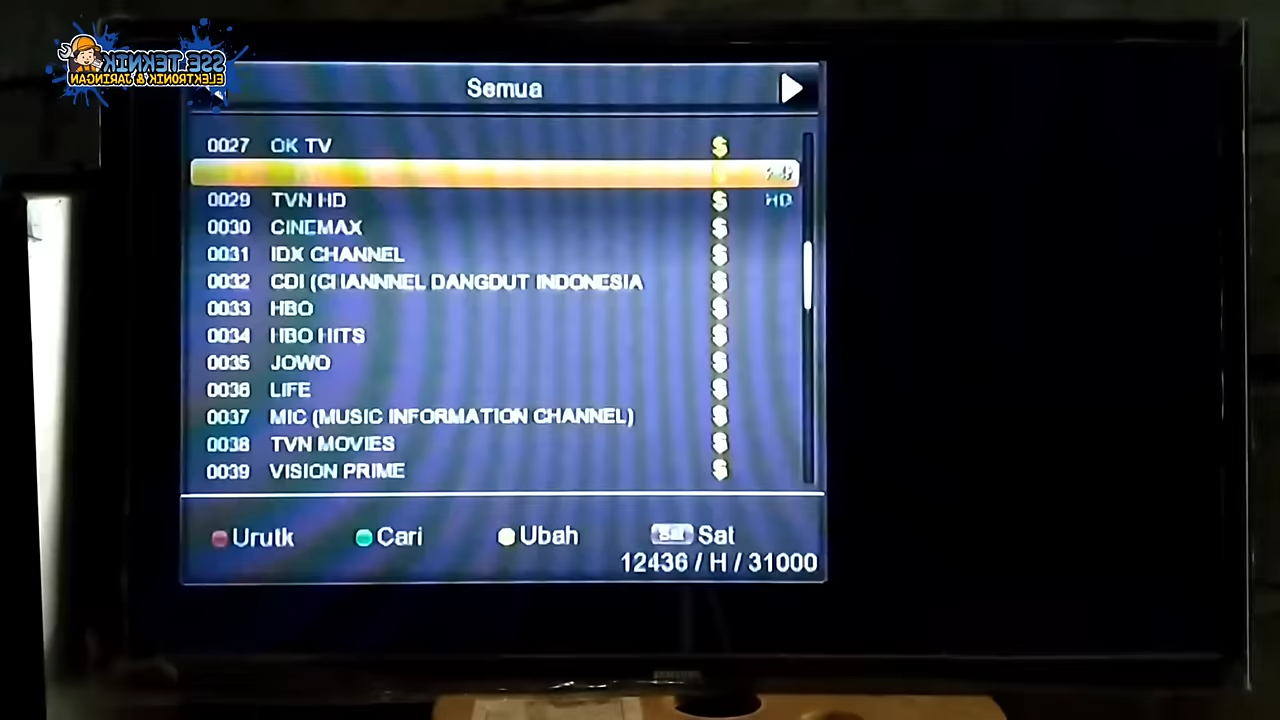 SSE TEKNIK
ELEKTRONIK & JARINGAN
Semua
0027 OK TV $
0029 TVN HD $ HD
0030 CINEMAX $
0031 IDX CHANNEL $
0032 CDI (CHANNNEL DANGDUT INDONESIA $
0033 HBO $
0034 HBO HITS $
0035 JOWO $
0036 LIFE $
0037 MIC (MUSIC INFORMATION CHANNEL) $
0038 TVN MOVIES $
0039 VISION PRIME $
Urutk Cari Ubah Sat Sat
12436 / H / 31000
SAMSUNG